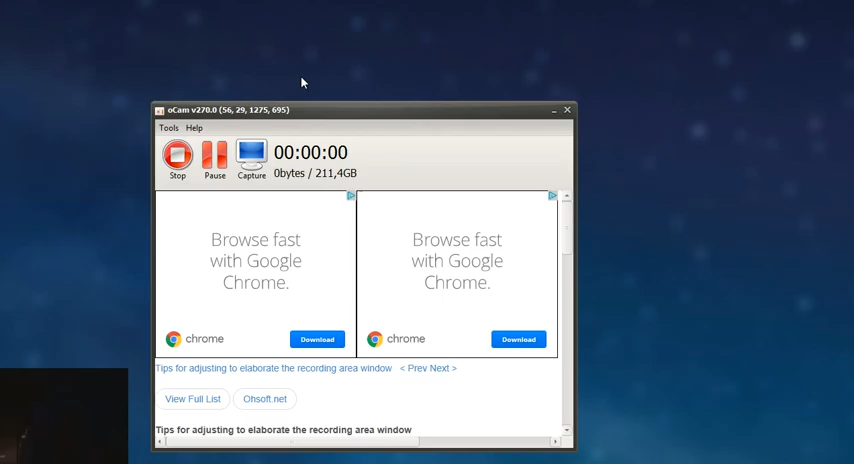 oCam v270.0 (56, 29, 1275, 695)
Tools Help
Stop Pause Capture
00:00:00
0bytes / 211,4GB
Browse fast
with Google
Chrome.
chrome Download
Browse fast
with Google
Chrome.
chrome Download
Tips for adjusting to elaborate the recording area window < Prev Next >
View Full List Ohsoft.net
Tips for adjusting to elaborate the recording area window